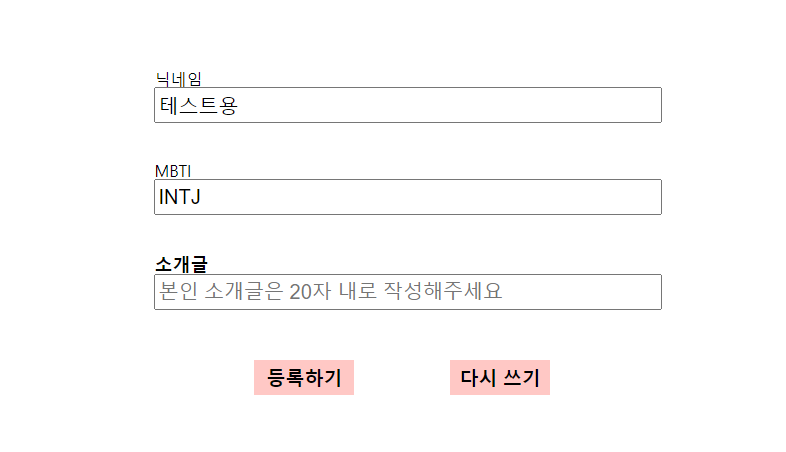 닉네임
테스트용
MBTI
INTJ
소개글
본인 소개글은 20자 내로 작성해주세요
등록하기 다시 쓰기